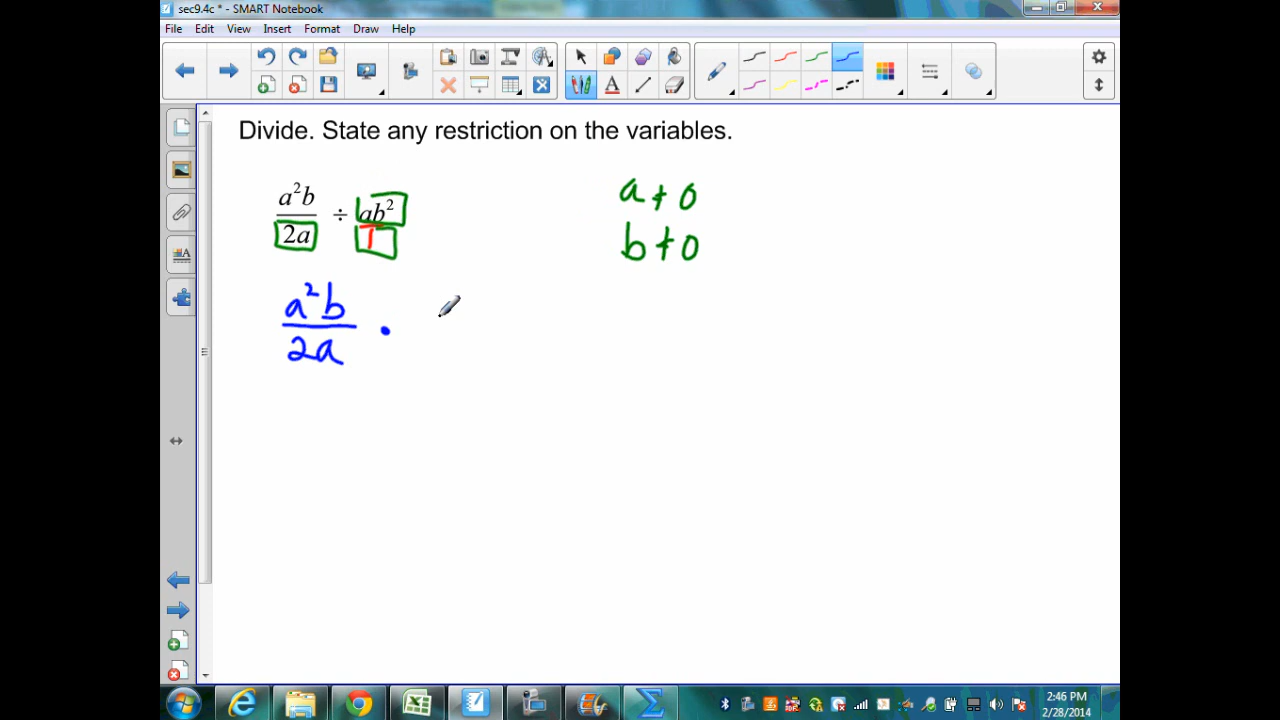 sec9.4c * - SMART Notebook
File Edit View Insert Format Draw Help
Divide. State any restriction on the variables.
a²b/2a ÷ ab²/1
a ≠ 0
b ≠ 0
a²b/2a ·
2:46 PM
2/28/2014